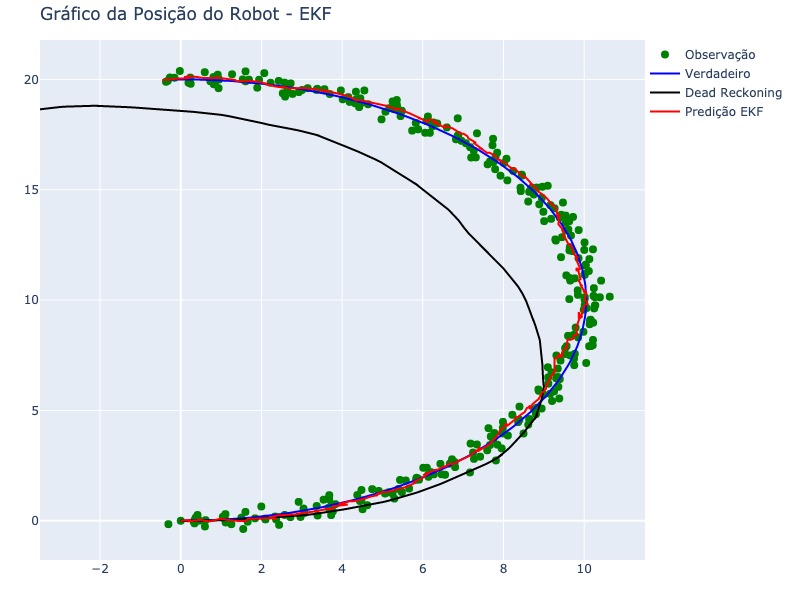 Gráfico da Posição do Robot - EKF
Observação
Verdadeiro
Dead Reckoning
Predição EKF
20
15
10
5
0
−2 0 2 4 6 8 10